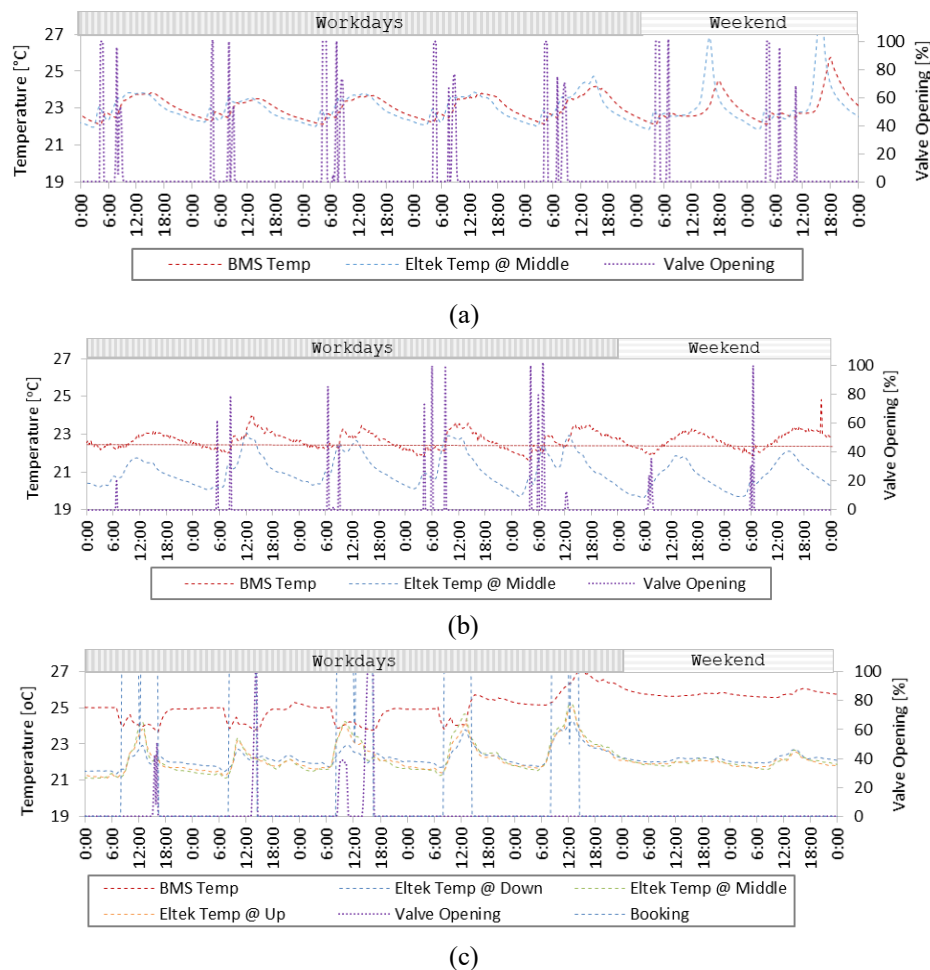 Workdays Weekend
Temperature [°C]
27
25
23
21
19
100
80
60
40
20
0
Valve Opening [%]
0:00 6:00 12:00 18:00 0:00 6:00 12:00 18:00 0:00 6:00 12:00 18:00 0:00 6:00 12:00 18:00 0:00 6:00 12:00 18:00 0:00 6:00 12:00 18:00 0:00 6:00 12:00 18:00 0:00
BMS Temp Eltek Temp @ Middle Valve Opening
(a)
Workdays Weekend
Temperature [°C]
27
25
23
21
19
100
80
60
40
20
0
Valve Opening [%]
0:00 6:00 12:00 18:00 0:00 6:00 12:00 18:00 0:00 6:00 12:00 18:00 0:00 6:00 12:00 18:00 0:00 6:00 12:00 18:00 0:00 6:00 12:00 18:00 0:00 6:00 12:00 18:00 0:00
BMS Temp Eltek Temp @ Middle Valve Opening
(b)
Workdays Weekend
Temperature [oC]
27
25
23
21
19
100
80
60
40
20
0
Valve Opening [%]
0:00 6:00 12:00 18:00 0:00 6:00 12:00 18:00 0:00 6:00 12:00 18:00 0:00 6:00 12:00 18:00 0:00 6:00 12:00 18:00 0:00 6:00 12:00 18:00 0:00 6:00 12:00 18:00 0:00
BMS Temp Eltek Temp @ Down Eltek Temp @ Middle
Eltek Temp @ Up Valve Opening Booking
(c)